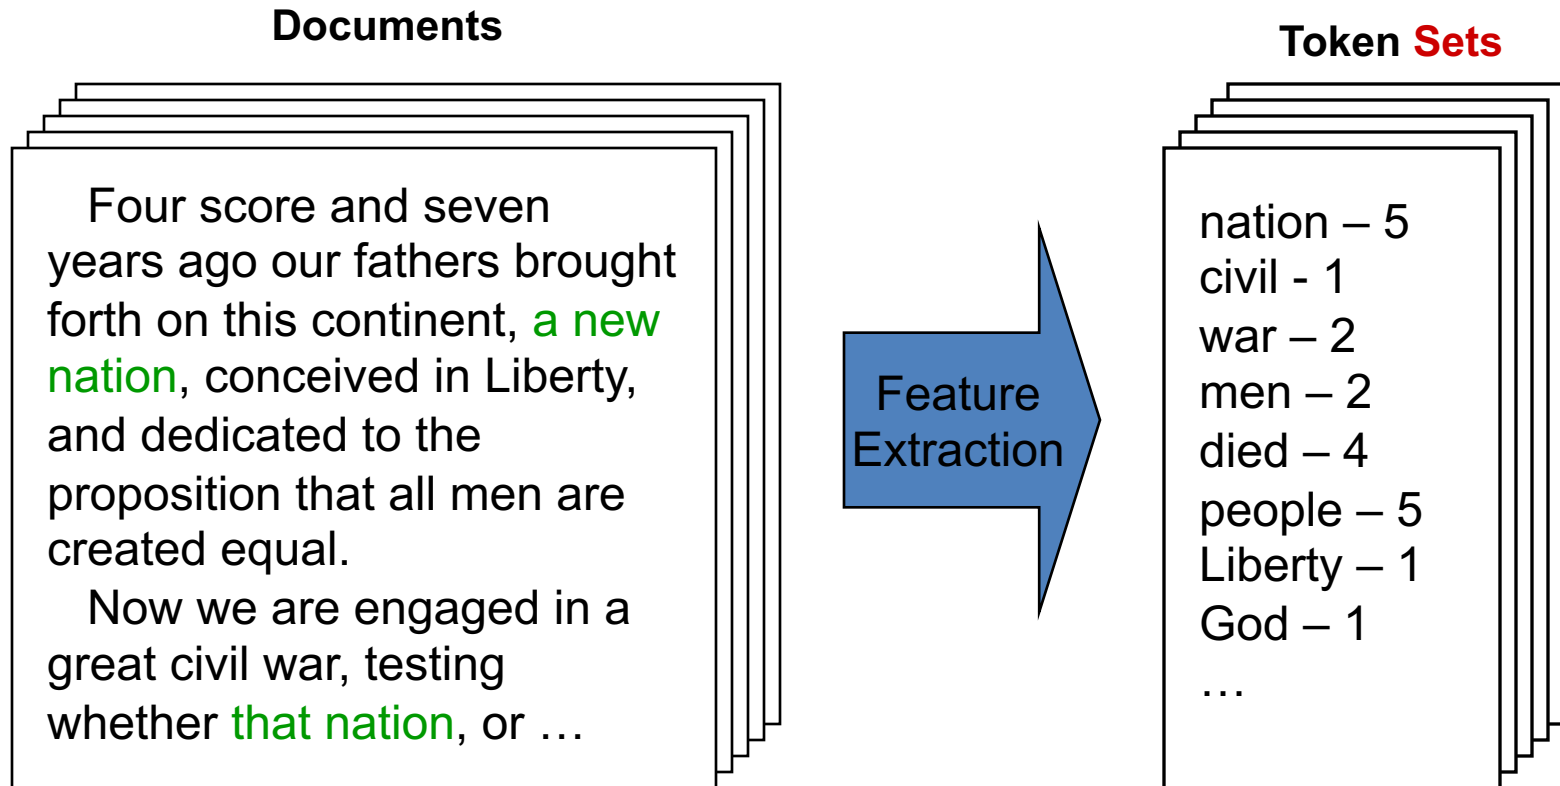 Documents
Four score and seven
years ago our fathers brought
forth on this continent, a new
nation, conceived in Liberty,
and dedicated to the
proposition that all men are
created equal.
Now we are engaged in a
great civil war, testing
whether that nation, or …
Feature
Extraction
Token Sets
nation – 5
civil - 1
war – 2
men – 2
died – 4
people – 5
Liberty – 1
God – 1
…